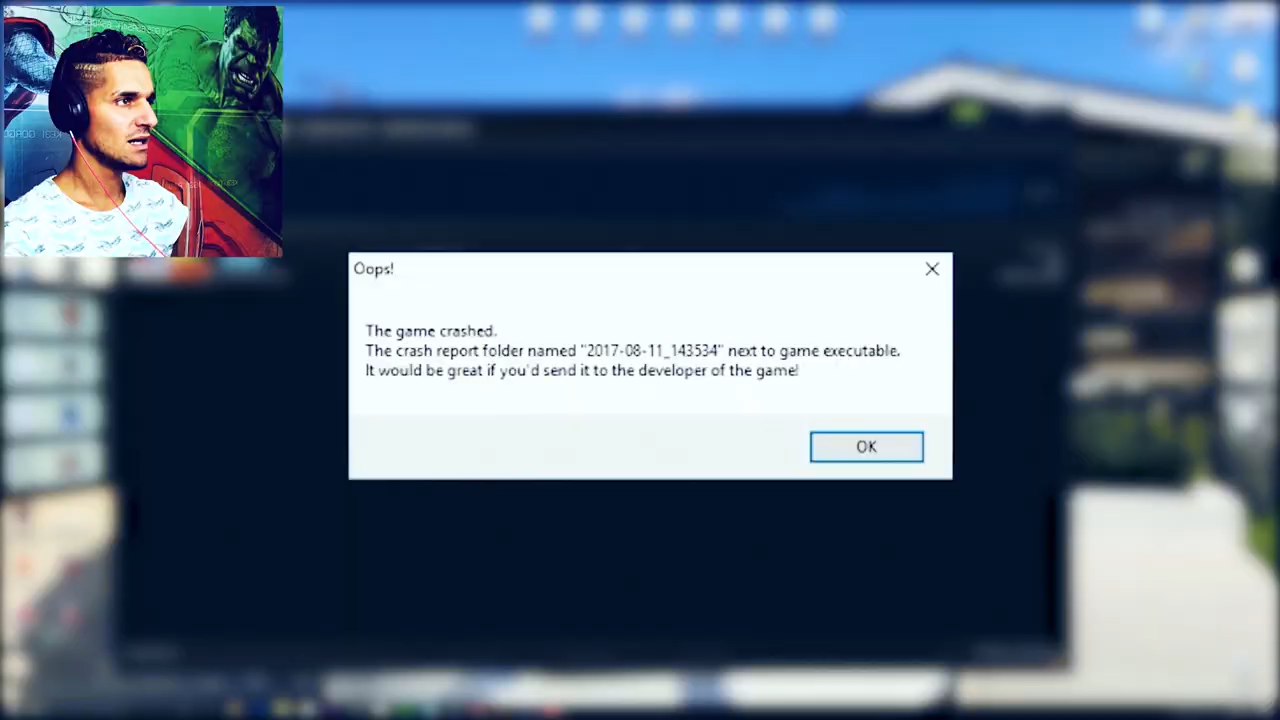 Oops!
The game crashed.
The crash report folder named "2017-08-11_143534" next to game executable.
It would be great if you'd send it to the developer of the game!
OK